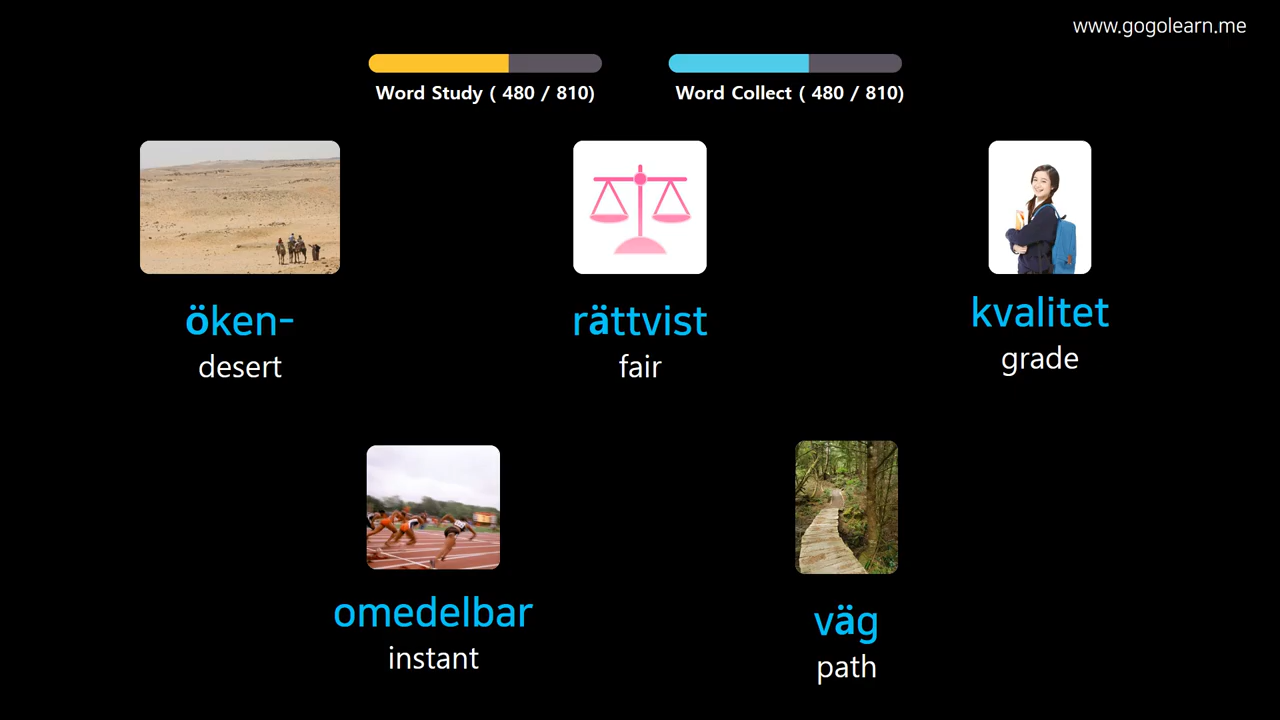 www.gogolearn.me
Word Study ( 480 / 810)
Word Collect ( 480 / 810)
öken-
desert
rättvist
fair
kvalitet
grade
omedelbar
instant
väg
path